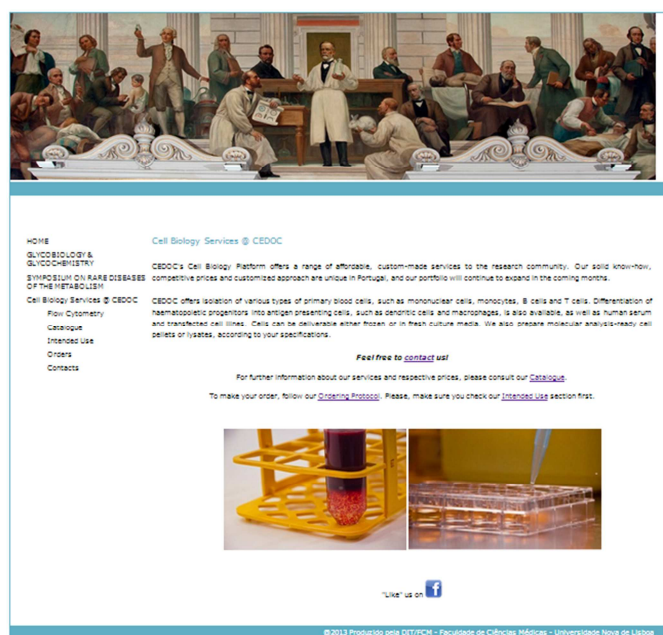 HOME
GLYCOBIOLOGY &
GLYCOCHEMISTRY
SYMPOSIUM ON RARE DISEASES
OF THE METABOLISM
Cell Biology Services @ CEDOC
Flow Cytometry
Catalogue
Intended Use
Orders
Contacts
Cell Biology Services @ CEDOC
CEDOC's Cell Biology Platform offers a range of affordable, custom-made services to the research community. Our solid know-how,
competitive prices and customized approach are unique in Portugal, and our portfolio will continue to expand in the coming months.
CEDOC offers isolation of various types of primary blood cells, such as mononuclear cells, monocytes, B cells and T cells. Differentiation of
haematopoietic progenitors into antigen presenting cells, such as dendritic cells and macrophages, is also available, as well as human serum
and transfected cell lines. Cells can be deliverable either frozen or in fresh culture media. We also prepare molecular analysis-ready cell
pellets or lysates, according to your specifications.
Feel free to contact us!
For further information about our services and respective prices, please consult our Catalogue.
To make your order, follow our Ordering Protocol. Please, make sure you check our Intended Use section first.
"Like" us on f
©2013 Produzido pela DIT/FCM - Faculdade de Ciências Médicas - Universidade Nova de Lisboa